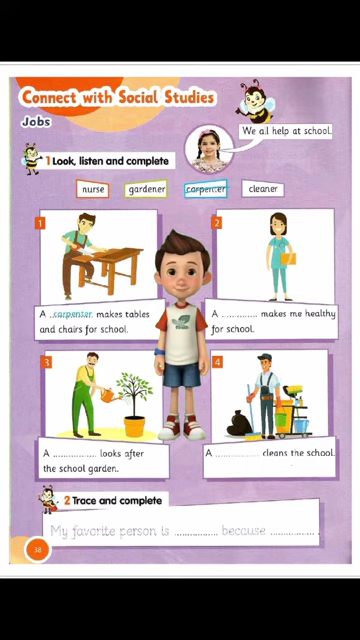 Connect with Social Studies
Jobs
We all help at school.
1 Look, listen and complete
nurse gardener carpenter cleaner
1
A ..carpenter.. makes tables
and chairs for school.
2
A .............. makes me healthy
for school.
3
A ................. looks after
the school garden.
4
A ................. cleans the school.
2 Trace and complete
My favorite person is ................. because .................
38